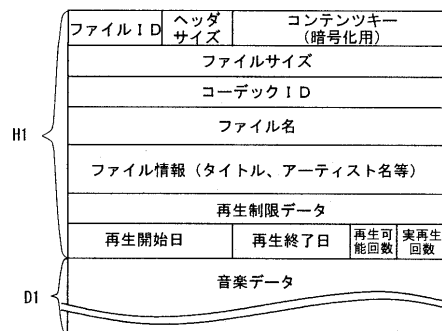 ファイルID ヘッダサイズ コンテンツキー(暗号化用)
ファイルサイズ
コーデックID
H1
ファイル名
ファイル情報(タイトル、アーティスト名等)
再生制限データ
再生開始日 再生終了日 再生可能回数 実再生回数
D1
音楽データ